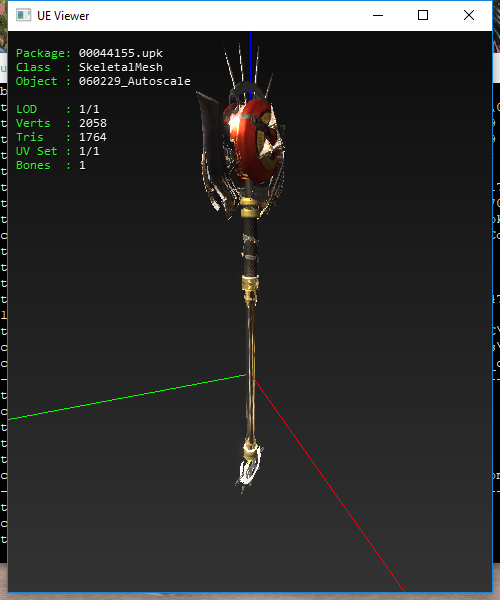 UE Viewer
Package: 00044155.upk
Class : SkeletalMesh
Object : 060229_Autoscale
LOD : 1/1
Verts : 2058
Tris : 1764
UV Set : 1/1
Bones : 1